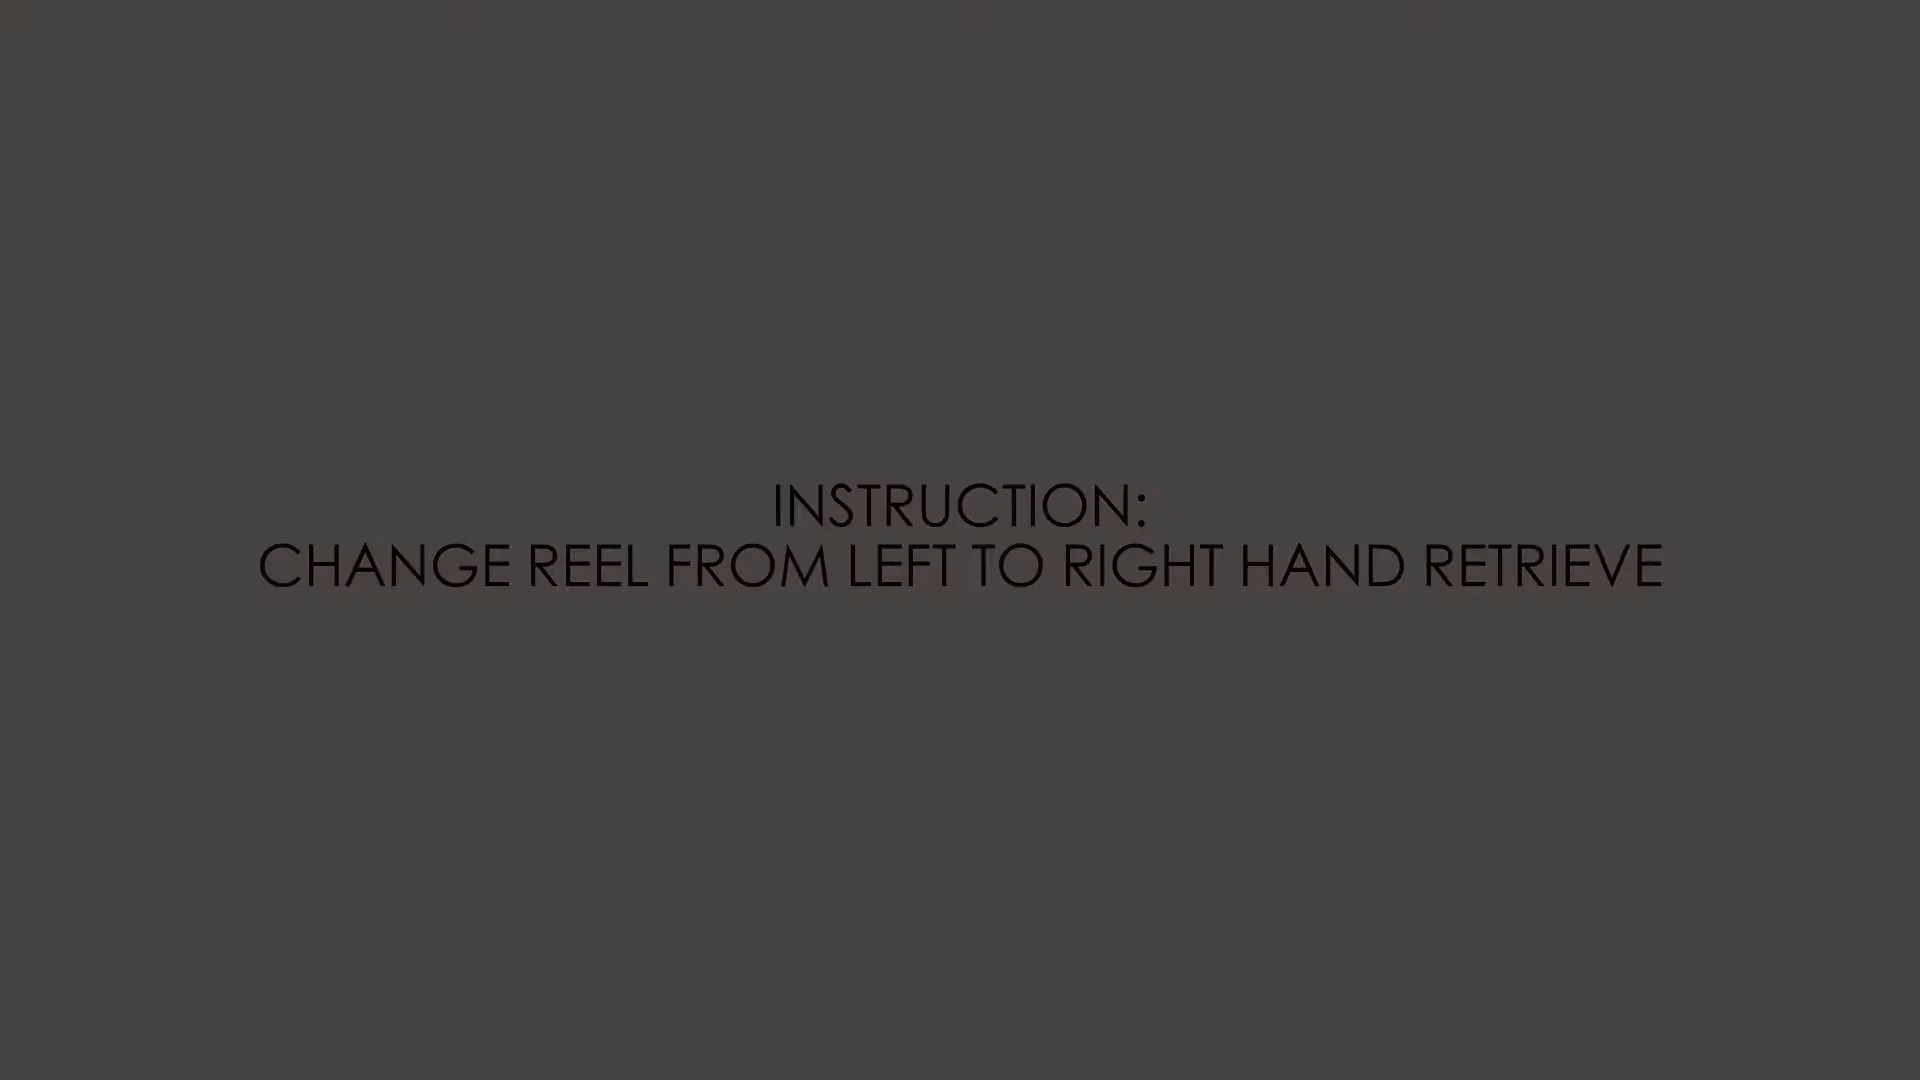 INSTRUCTION:
CHANGE REEL FROM LEFT TO RIGHT HAND RETRIEVE